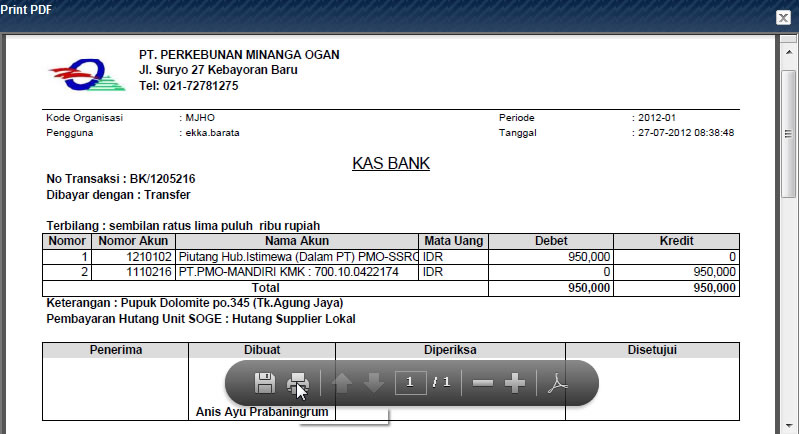 Print PDF
PT. PERKEBUNAN MINANGA OGAN
Jl. Suryo 27 Kebayoran Baru
Tel: 021-72781275
Kode Organisasi : MJHO Periode : 2012-01
Pengguna : ekka.barata Tanggal : 27-07-2012 08:38:48
KAS BANK
No Transaksi : BK/1205216
Dibayar dengan : Transfer
Terbilang : sembilan ratus lima puluh ribu rupiah
Nomor Nomor Akun Nama Akun Mata Uang Debet Kredit
1 1210102 Piutang Hub.Istimewa (Dalam PT) PMO-SSRO IDR 950,000 0
2 1110216 PT.PMO-MANDIRI KMK : 700.10.0422174 IDR 0 950,000
Total 950,000 950,000
Keterangan : Pupuk Dolomite po.345 (Tk.Agung Jaya)
Pembayaran Hutang Unit SOGE : Hutang Supplier Lokal
Penerima Dibuat Diperiksa Disetujui
1 / 1
Anis Ayu Prabaningrum